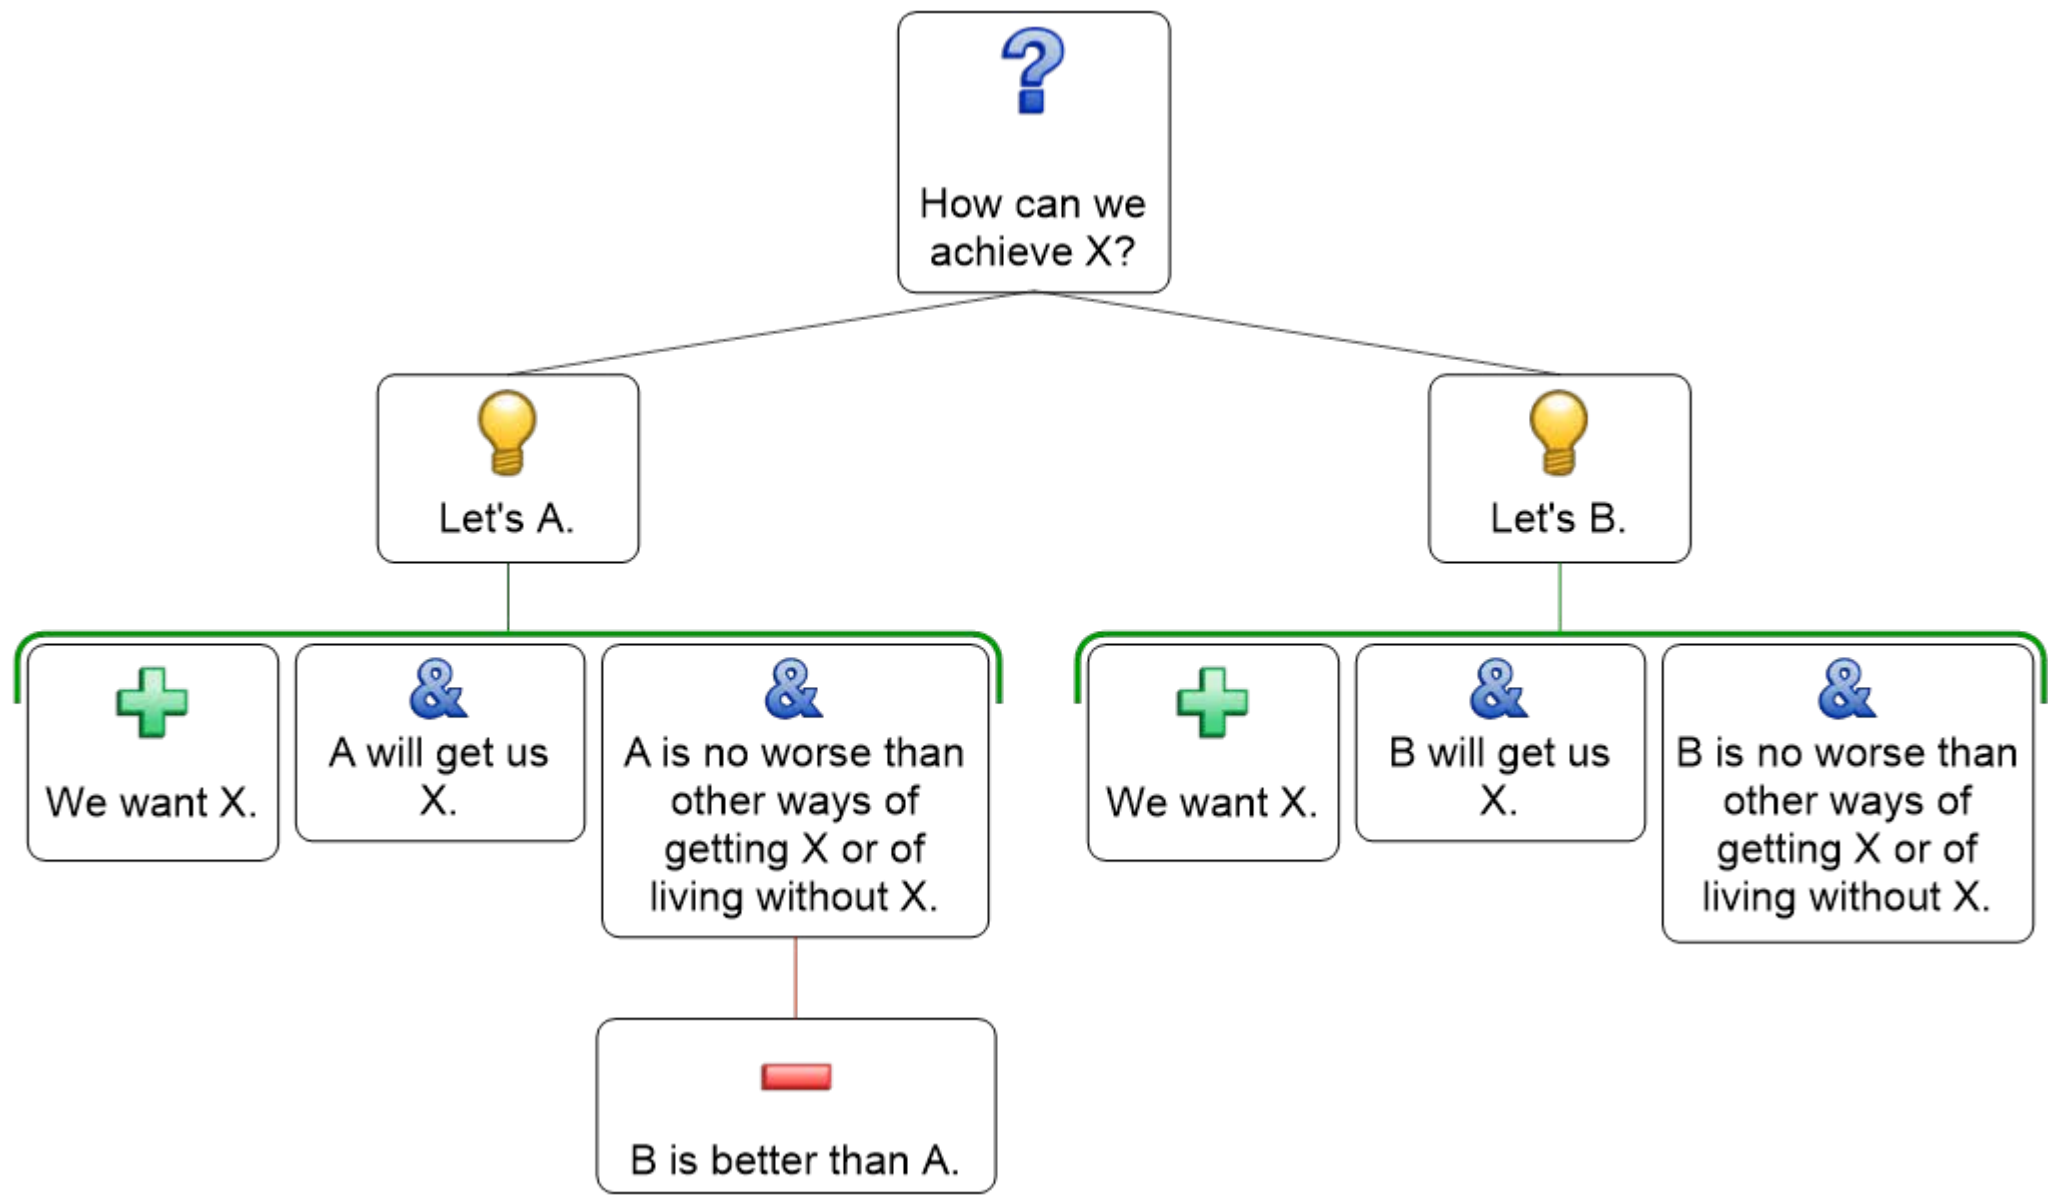 How can we
achieve X?
Let's A.
Let's B.
We want X.
A will get us
X.
A is no worse than
other ways of
getting X or of
living without X.
We want X.
B will get us
X.
B is no worse than
other ways of
getting X or of
living without X.
B is better than A.